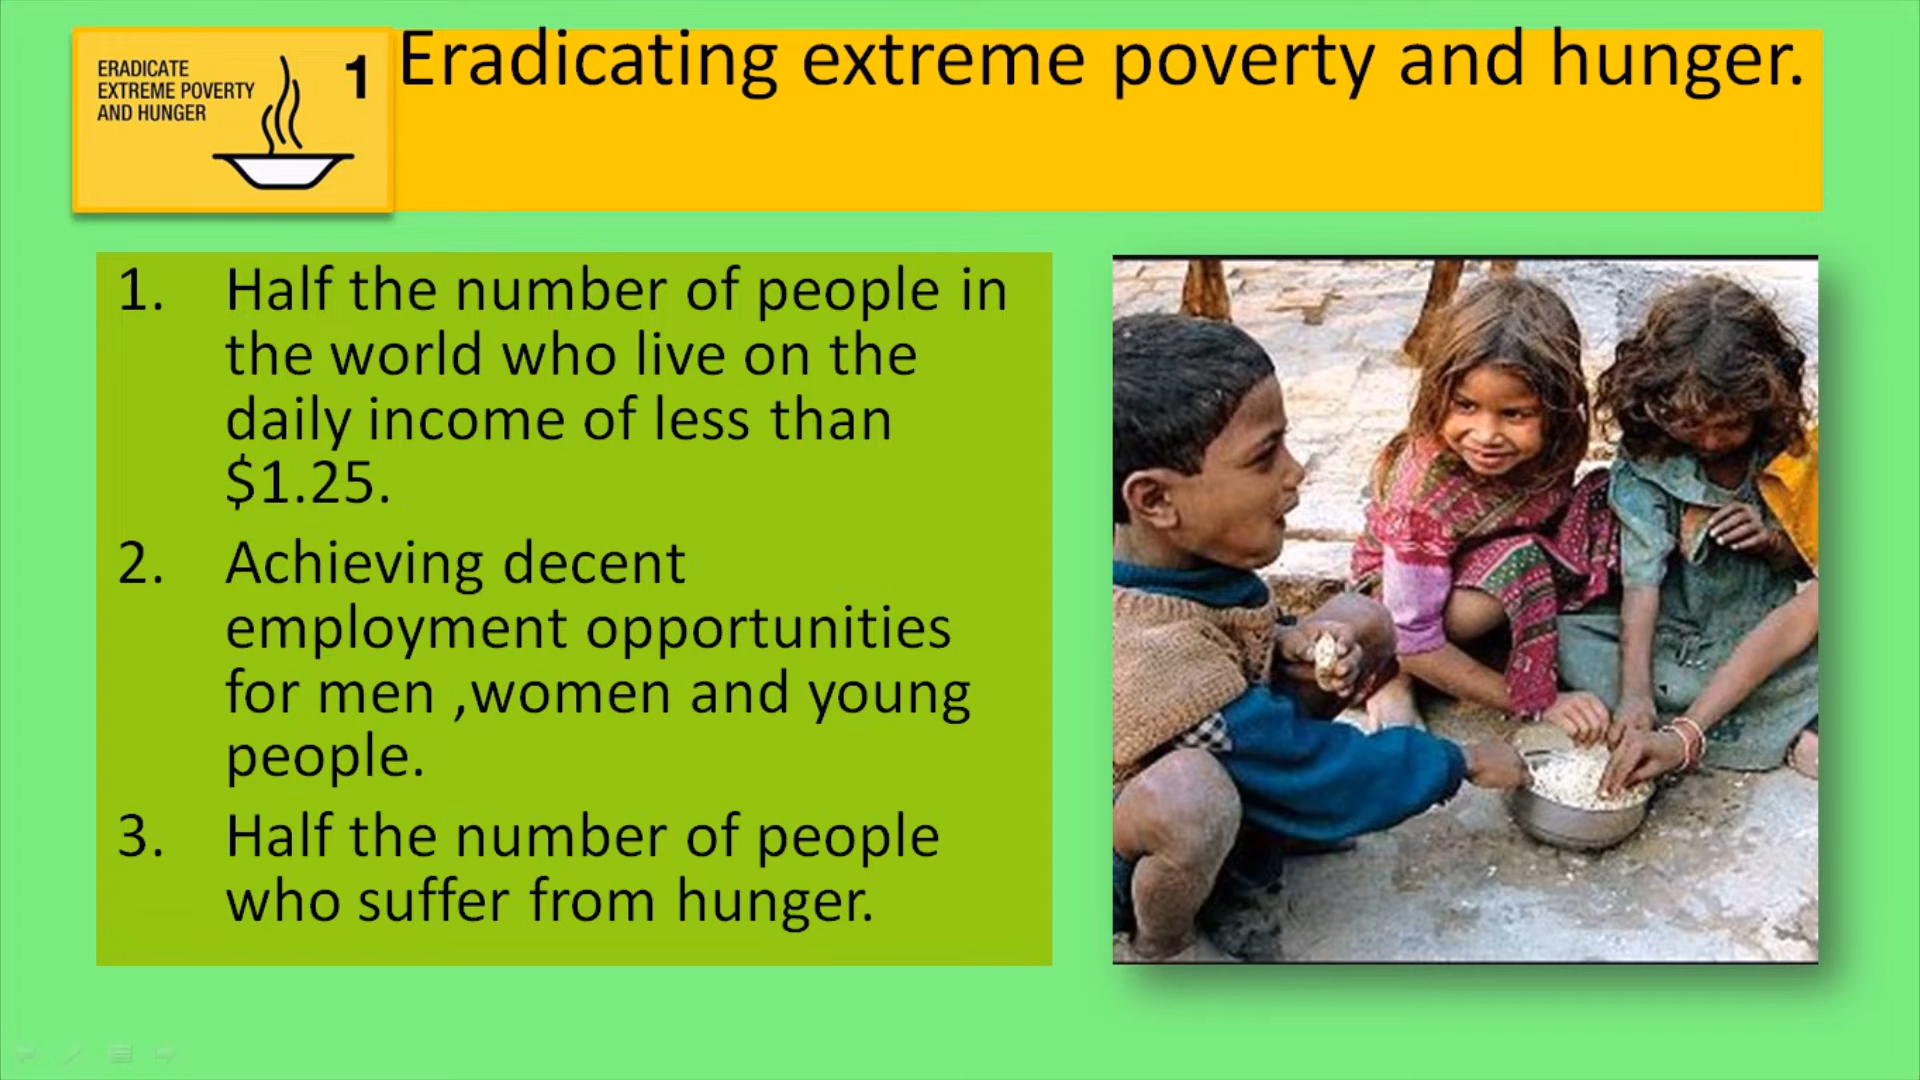 ERADICATE
EXTREME POVERTY
AND HUNGER
1
Eradicating extreme poverty and hunger.
1. Half the number of people in
the world who live on the
daily income of less than
$1.25.
2. Achieving decent
employment opportunities
for men ,women and young
people.
3. Half the number of people
who suffer from hunger.